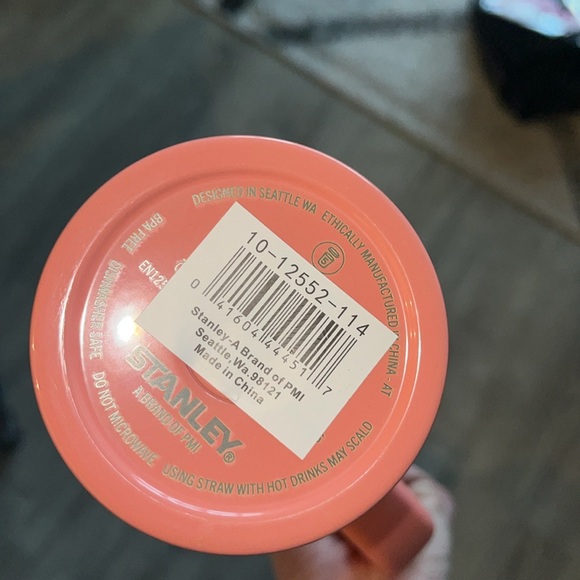 DESIGNED IN SEATTLE WA
ETHICALLY MANUFACTURED
CHINA · AT
BPA FREE
DISHWASHER SAFE
DO NOT MICROWAVE
USING STRAW WITH HOT DRINKS MAY SCALD
10-12552-114
0 41604 44451 7
Stanley-A Brand of PMI
Seattle, Wa.98121
Made in China
STANLEY®
A BRAND OF PMI